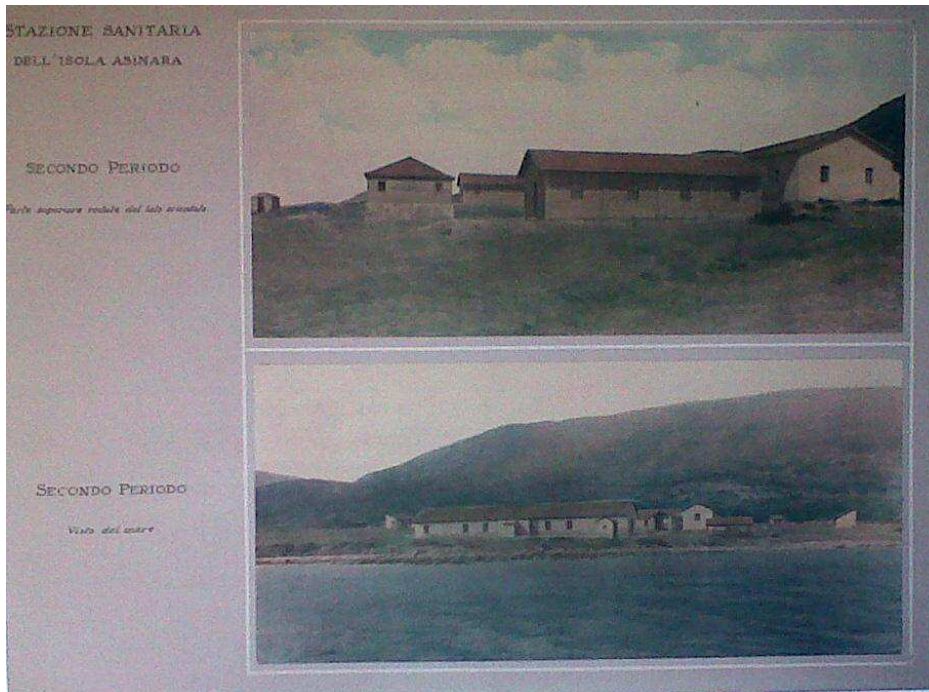 STAZIONE SANITARIA
DELL'ISOLA ASINARA
SECONDO PERIODO
Parte superiore veduta dal lato orientale
SECONDO PERIODO
Vista dal mare